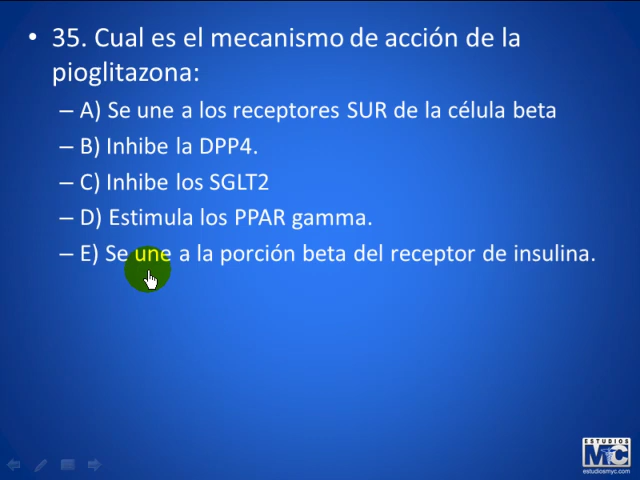 • 35. Cual es el mecanismo de acción de la
pioglitazona:
– A) Se une a los receptores SUR de la célula beta
– B) Inhibe la DPP4.
– C) Inhibe los SGLT2
– D) Estimula los PPAR gamma.
– E) Se une a la porción beta del receptor de insulina.
ESTUDIOS
MyC
estudiosmyc.com